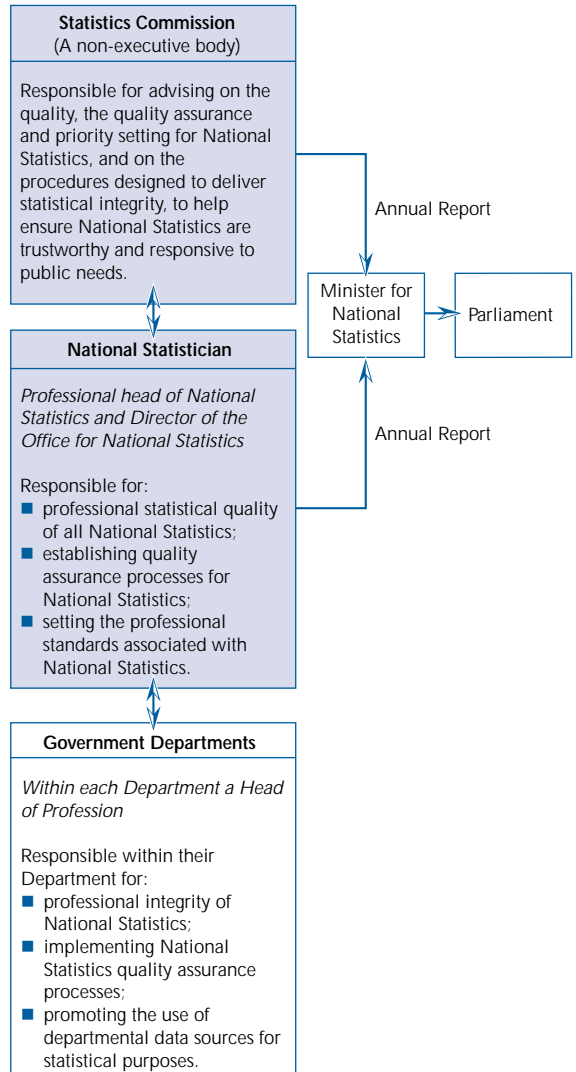 Statistics Commission
(A non-executive body)
Responsible for advising on the
quality, the quality assurance
and priority setting for National
Statistics, and on the
procedures designed to deliver
statistical integrity, to help
ensure National Statistics are
trustworthy and responsive to
public needs.
Annual Report
Minister for
National
Statistics
Parliament
National Statistician
Professional head of National
Statistics and Director of the
Office for National Statistics
Annual Report
Responsible for:
■ professional statistical quality
of all National Statistics;
■ establishing quality
assurance processes for
National Statistics;
■ setting the professional
standards associated with
National Statistics.
Government Departments
Within each Department a Head
of Profession
Responsible within their
Department for:
■ professional integrity of
National Statistics;
■ implementing National
Statistics quality assurance
processes;
■ promoting the use of
departmental data sources for
statistical purposes.